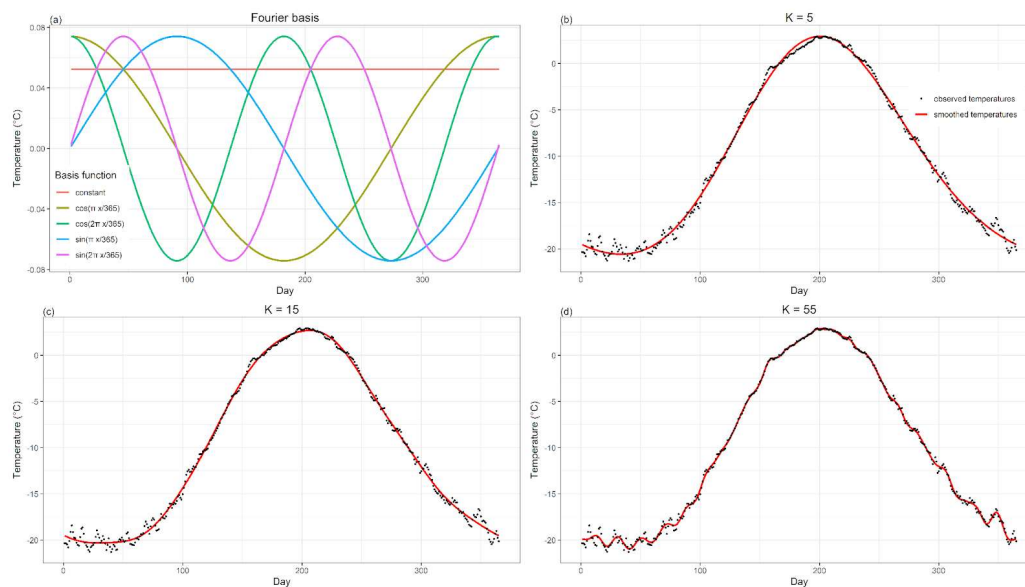 (a)
Fourier basis
0.08
0.04
0.00
-0.04
-0.08
Temperature (°C)
Basis function
constant
cos(π x/365)
cos(2π x/365)
sin(π x/365)
sin(2π x/365)
0
100
200
300
Day
(b)
K = 5
0
-5
-10
-15
-20
Temperature (°C)
observed temperatures
smoothed temperatures
0
100
200
300
Day
(c)
K = 15
0
-5
-10
-15
-20
Temperature (°C)
0
100
200
300
Day
(d)
K = 55
0
-5
-10
-15
-20
Temperature (°C)
0
100
200
300
Day